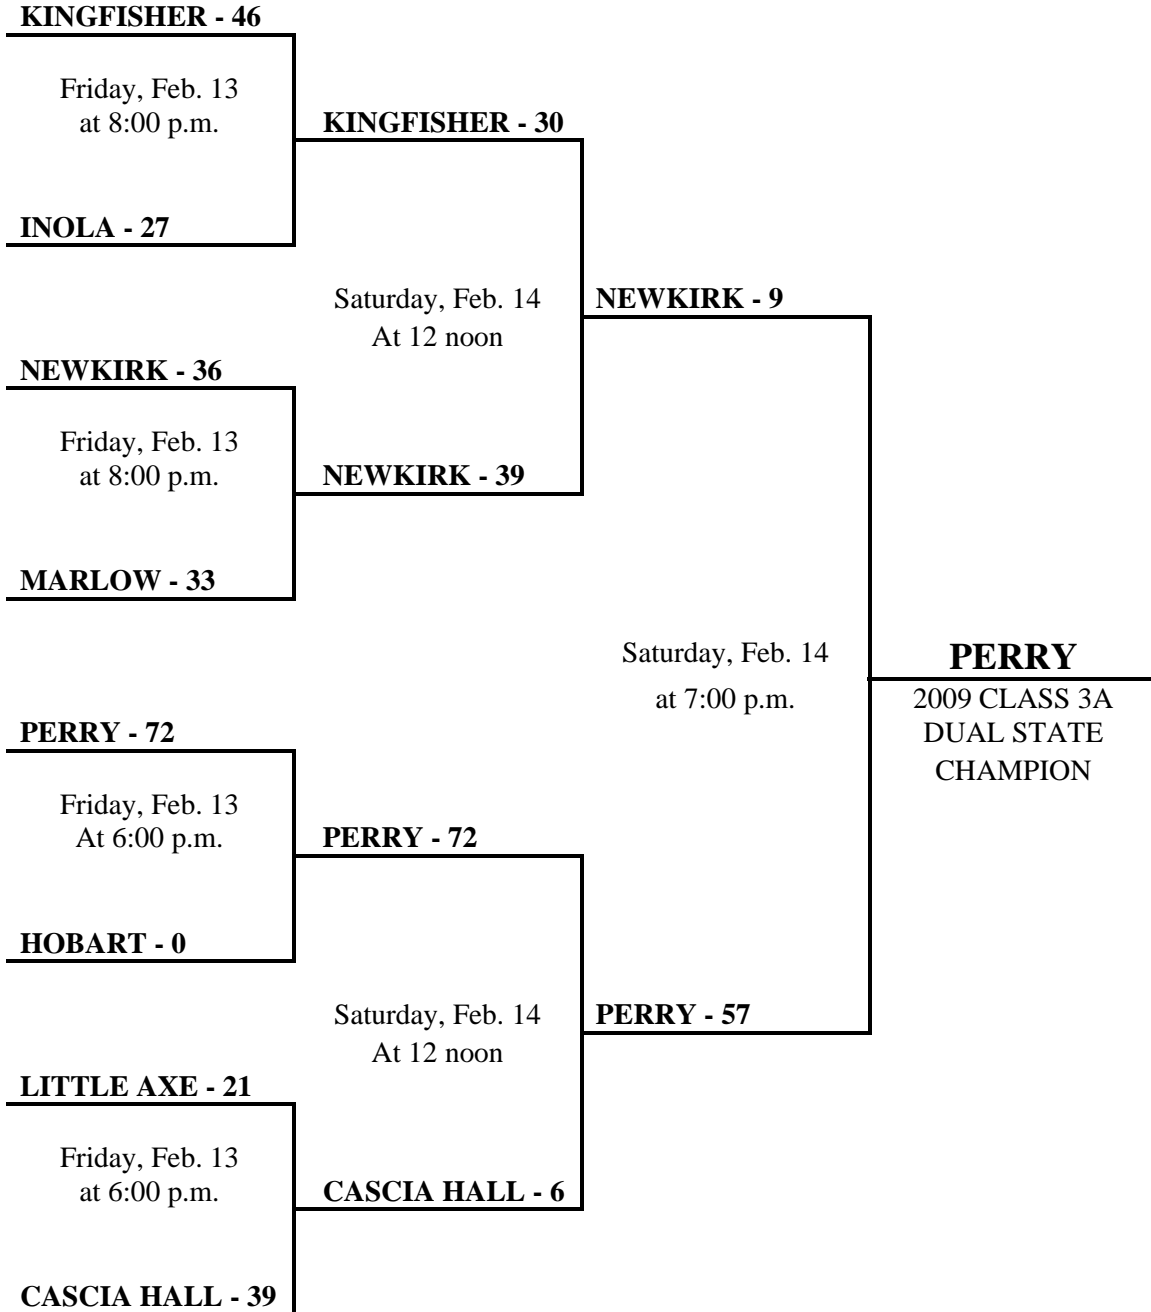 KINGFISHER - 46
Friday, Feb. 13
at 8:00 p.m.
KINGFISHER - 30
INOLA - 27
Saturday, Feb. 14
At 12 noon
NEWKIRK - 9
NEWKIRK - 36
Friday, Feb. 13
at 8:00 p.m.
NEWKIRK - 39
MARLOW - 33
Saturday, Feb. 14
at 7:00 p.m.
PERRY
2009 CLASS 3A
DUAL STATE
CHAMPION
PERRY - 72
Friday, Feb. 13
At 6:00 p.m.
PERRY - 72
HOBART - 0
Saturday, Feb. 14
At 12 noon
PERRY - 57
LITTLE AXE - 21
Friday, Feb. 13
at 6:00 p.m.
CASCIA HALL - 6
CASCIA HALL - 39